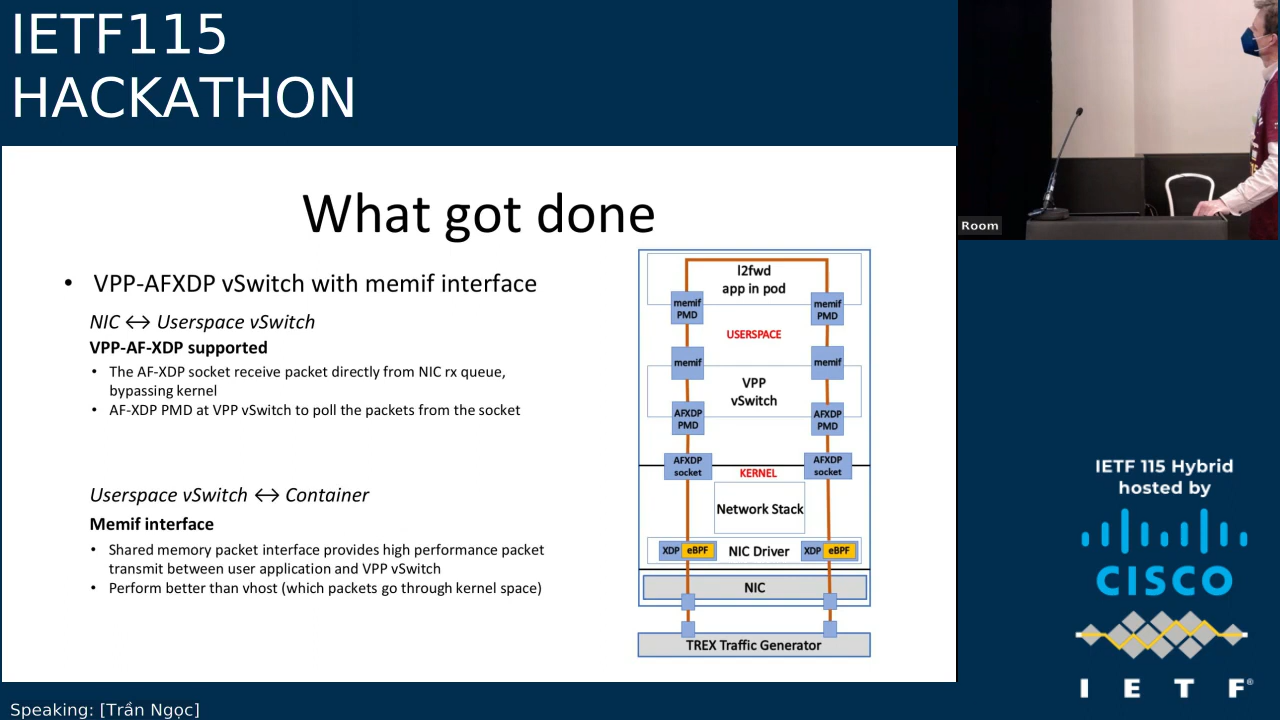 IETF115
HACKATHON
What got done
• VPP-AFXDP vSwitch with memif interface
NIC ↔ Userspace vSwitch
VPP-AF-XDP supported
• The AF-XDP socket receive packet directly from NIC rx queue,
bypassing kernel
• AF-XDP PMD at VPP vSwitch to poll the packets from the socket
Userspace vSwitch ↔ Container
Memif interface
• Shared memory packet interface provides high performance packet
transmit between user application and VPP vSwitch
• Perform better than vhost (which packets go through kernel space)
l2fwd
app in pod
memif
PMD
memif
PMD
USERSPACE
memif
memif
VPP
vSwitch
AFXDP
PMD
AFXDP
PMD
AFXDP
socket
AFXDP
socket
KERNEL
Network Stack
XDP eBPF NIC Driver XDP eBPF
NIC
TREX Traffic Generator
Room
IETF 115 Hybrid
hosted by
CISCO
I E T F®
Speaking: [Trần Ngọc]